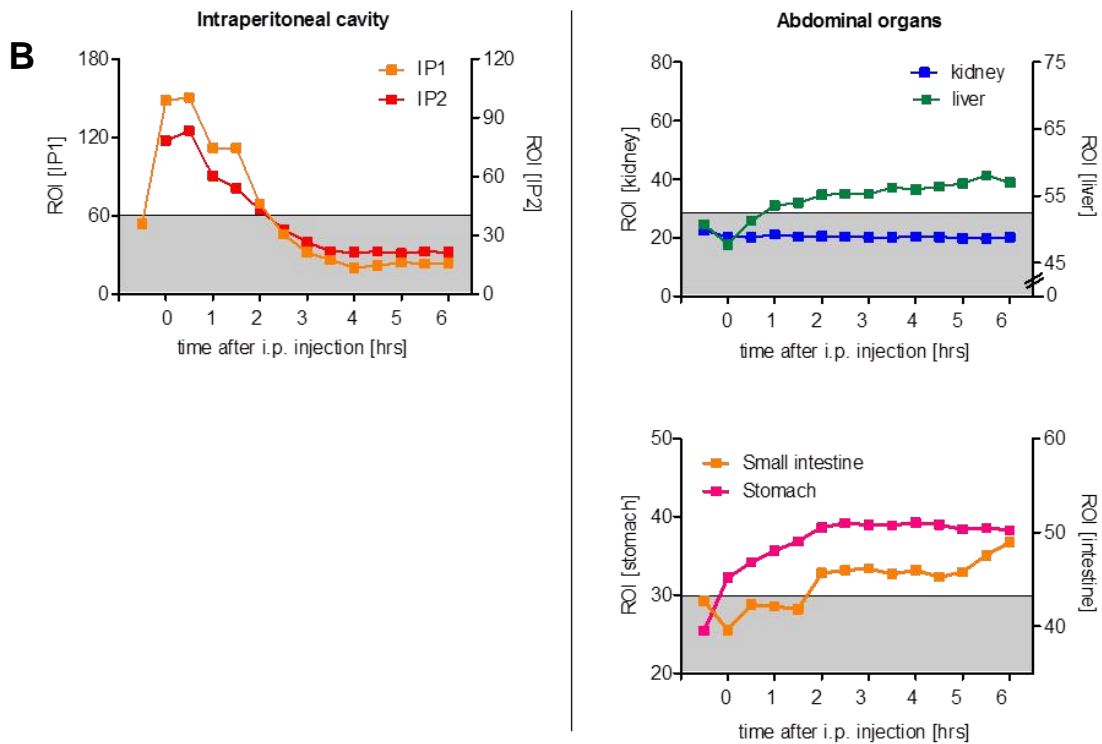 B
Intraperitoneal cavity
180
120
60
0
ROI [IP1]
IP1
IP2
120
90
60
30
0
ROI [IP2]
0 1 2 3 4 5 6
time after i.p. injection [hrs]
Abdominal organs
80
60
40
20
0
ROI [kidney]
kidney
liver
75
65
55
45
0
ROI [liver]
0 1 2 3 4 5 6
time after i.p. injection [hrs]
50
40
30
20
ROI [stomach]
Small intestine
Stomach
60
50
40
ROI [intestine]
0 1 2 3 4 5 6
time after i.p. injection [hrs]